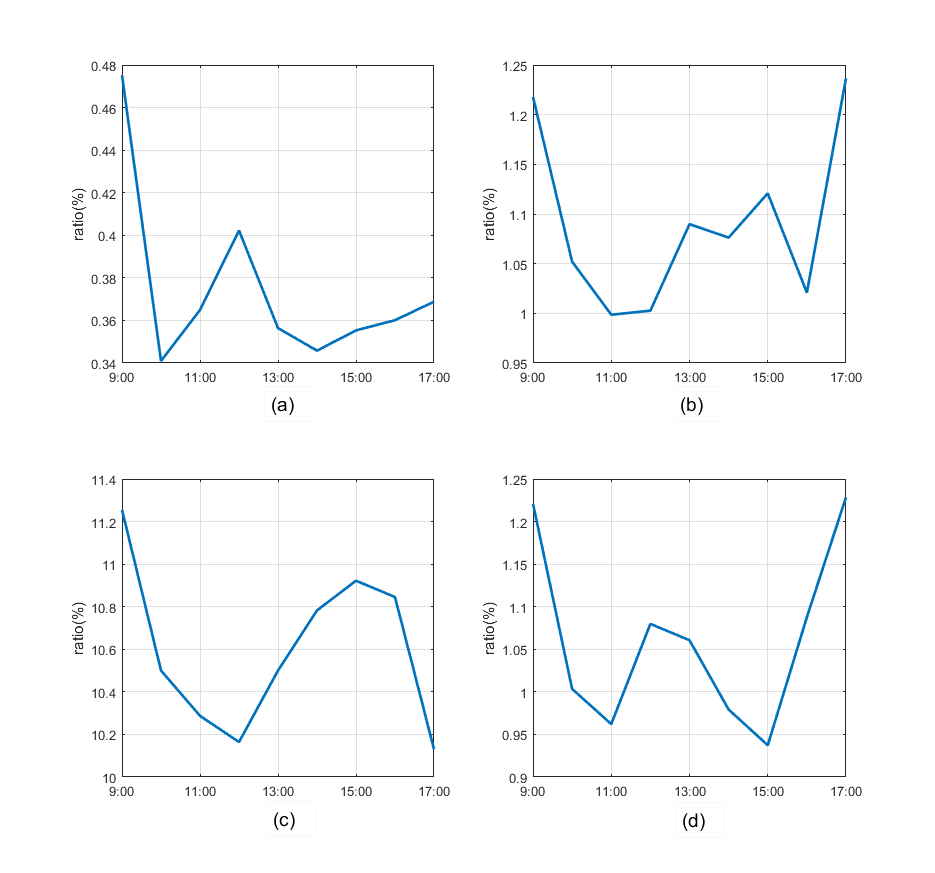 0.48
0.46
0.44
0.42
0.4
0.38
0.36
0.34
ratio(%)
9:00 11:00 13:00 15:00 17:00
(a)
1.25
1.2
1.15
1.1
1.05
1
0.95
ratio(%)
9:00 11:00 13:00 15:00 17:00
(b)
11.4
11.2
11
10.8
10.6
10.4
10.2
10
ratio(%)
9:00 11:00 13:00 15:00 17:00
(c)
1.25
1.2
1.15
1.1
1.05
1
0.95
0.9
ratio(%)
9:00 11:00 13:00 15:00 17:00
(d)